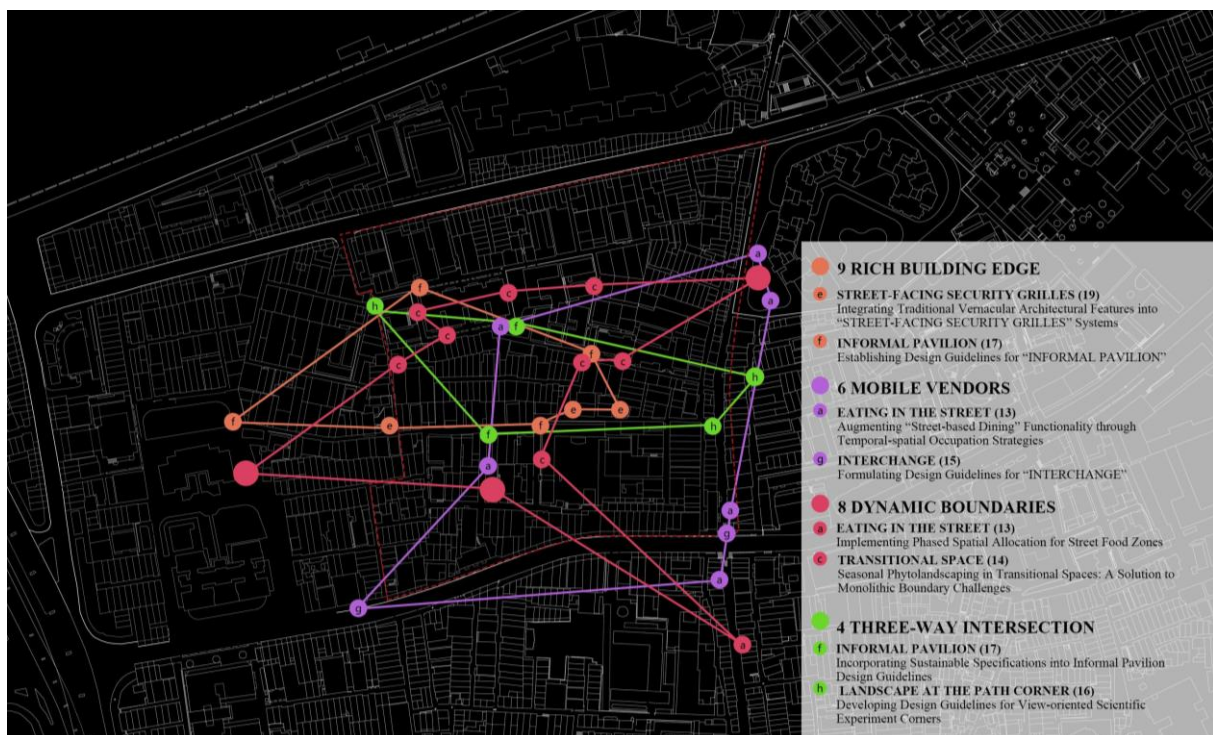 a
f
c
c
a
h
c
a
f
c
f
c
c
c
h
e
e
f
e
f
h
f
c
a
a
g
a
g
a
9 RICH BUILDING EDGE
e STREET-FACING SECURITY GRILLES (19)
Integrating Traditional Vernacular Architectural Features into
“STREET-FACING SECURITY GRILLES” Systems
f INFORMAL PAVILION (17)
Establishing Design Guidelines for “INFORMAL PAVILION”
6 MOBILE VENDORS
a EATING IN THE STREET (13)
Augmenting “Street-based Dining” Functionality through
Temporal-spatial Occupation Strategies
g INTERCHANGE (15)
Formulating Design Guidelines for “INTERCHANGE”
8 DYNAMIC BOUNDARIES
a EATING IN THE STREET (13)
Implementing Phased Spatial Allocation for Street Food Zones
c TRANSITIONAL SPACE (14)
Seasonal Phytolandscaping in Transitional Spaces: A Solution to
Monolithic Boundary Challenges
4 THREE-WAY INTERSECTION
f INFORMAL PAVILION (17)
Incorporating Sustainable Specifications into Informal Pavilion
Design Guidelines
h LANDSCAPE AT THE PATH CORNER (16)
Developing Design Guidelines for View-oriented Scientific
Experiment Corners